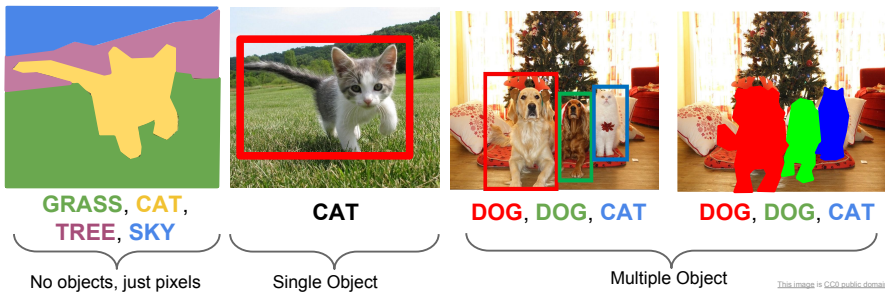 GRASS, CAT,
TREE, SKY
CAT
DOG, DOG, CAT
DOG, DOG, CAT
No objects, just pixels
Single Object
Multiple Object
This image is CC0 public domai